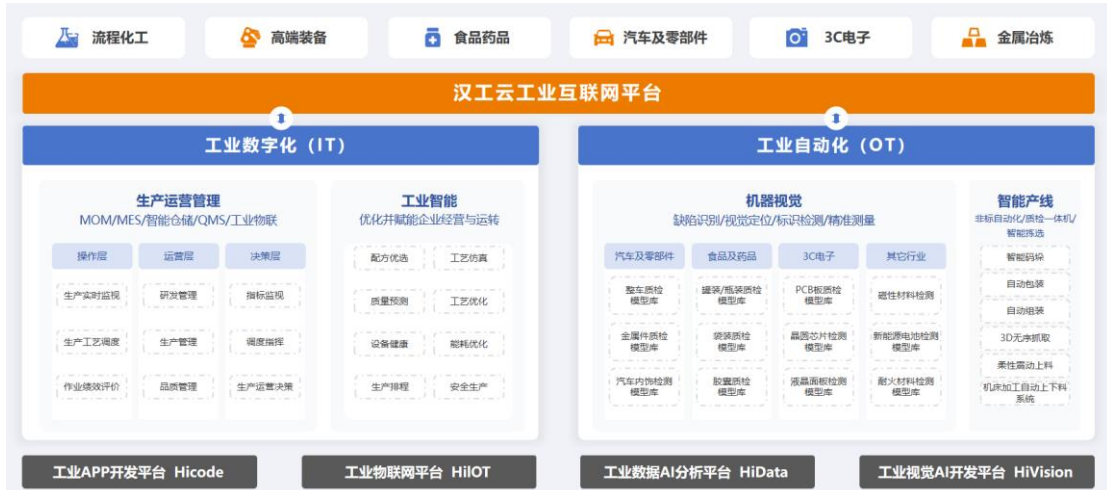 流程化工
高端装备
食品药品
汽车及零部件
3C电子
金属冶炼
汉工云工业互联网平台
工业数字化（IT）
工业自动化（OT）
生产运营管理
MOM/MES/智能仓储/QMS/工业物联
操作层
运营层
决策层
生产实时监视
研发管理
指标监视
生产工艺调度
生产管理
调度指挥
作业绩效评价
品质管理
生产运营决策
工业智能
优化并赋能企业经营与运转
配方优选
工艺仿真
质量预测
工艺优化
设备健康
能耗优化
生产排程
安全生产
机器视觉
缺陷识别/视觉定位/标识检测/精准测量
汽车及零部件
食品及药品
3C电子
其它行业
整车质检
模型库
罐装/瓶装质检
模型库
PCB板质检
模型库
磁性材料检测
金属件质检
模型库
袋装质检
模型库
晶圆芯片检测
模型库
新能源电池检测
模型库
汽车内饰检测
模型库
胶囊质检
模型库
液晶面板检测
模型库
耐火材料检测
模型库
智能产线
非标自动化/质检一体机/
智能拣选
智能码垛
自动包装
自动组装
3D无序抓取
柔性震动上料
机床加工自动上下料
系统
工业APP开发平台 Hicode
工业物联网平台 HiIOT
工业数据AI分析平台 HiData
工业视觉AI开发平台 HiVision